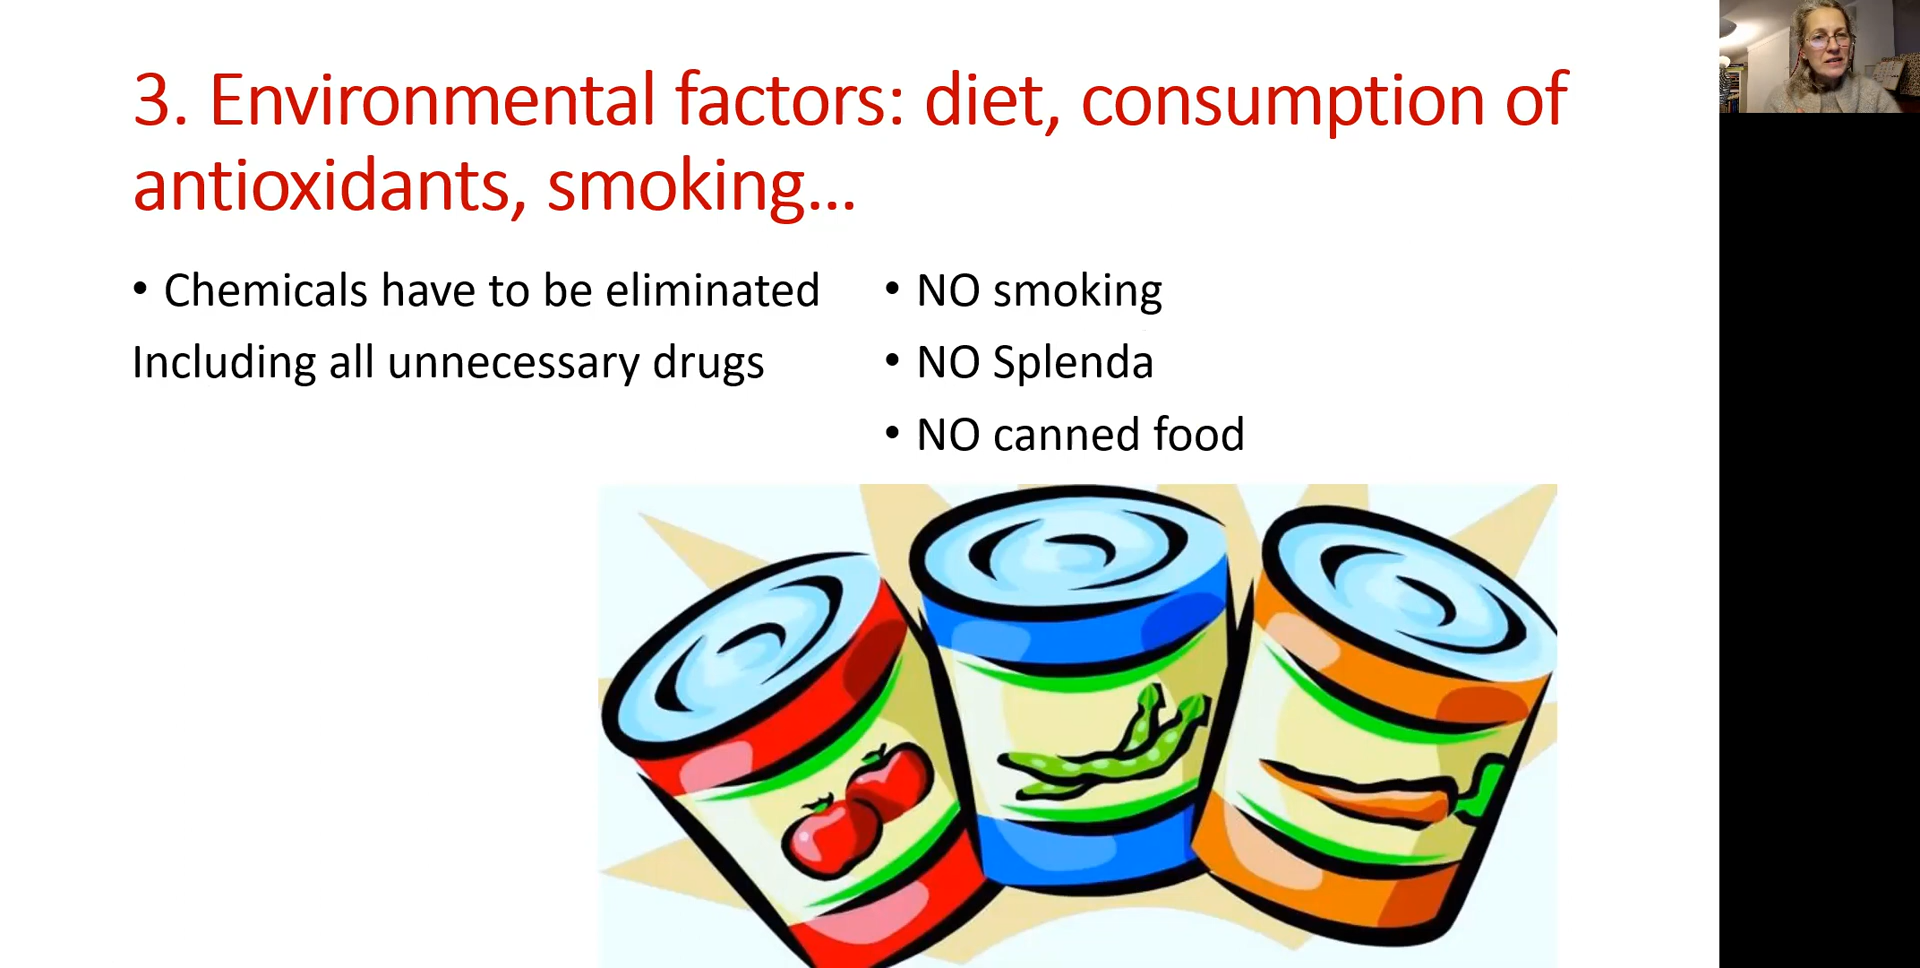 3. Environmental factors: diet, consumption of
antioxidants, smoking...
• Chemicals have to be eliminated
Including all unnecessary drugs
• NO smoking
• NO Splenda
• NO canned food